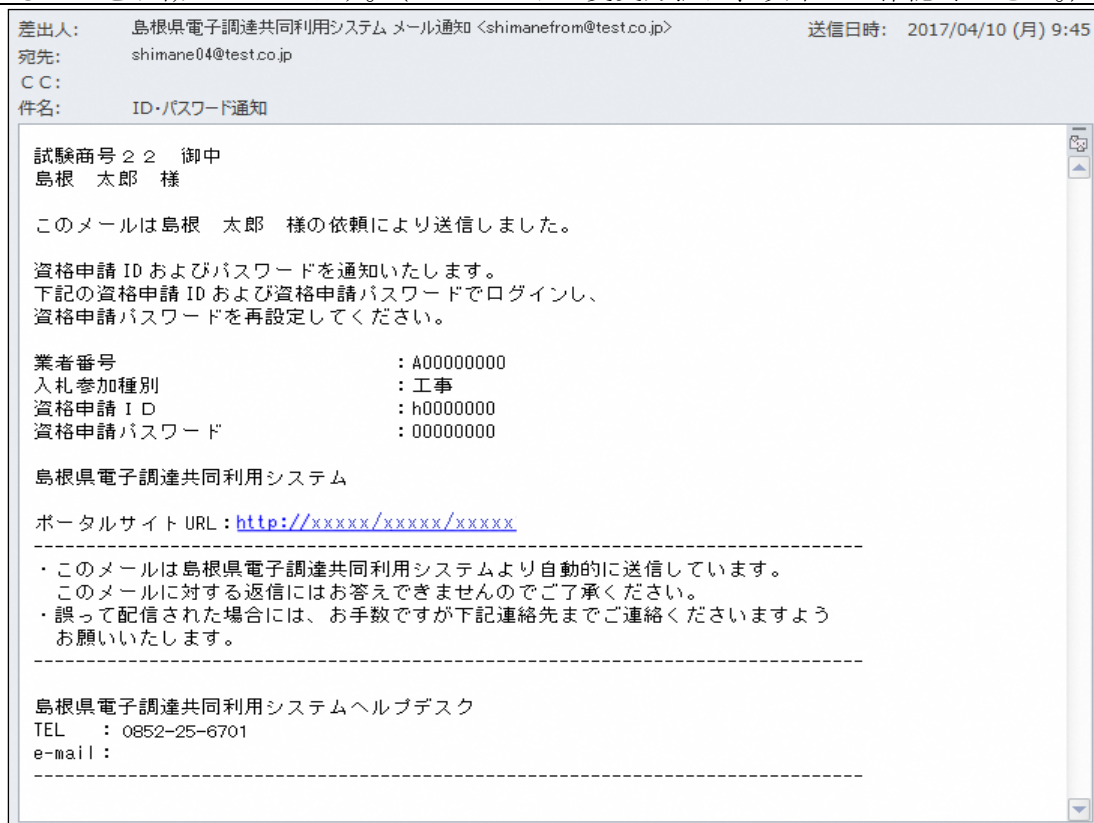 差出人: 島根県電子調達共同利用システム メール通知 <shimanefrom@test.co.jp> 送信日時: 2017/04/10 (月) 9:45
宛先: shimane04@test.co.jp
ＣＣ:
件名: ID・パスワード通知
試験商号２２　御中
島根　太郎　様
このメールは島根　太郎　様の依頼により送信しました。
資格申請 ID およびパスワードを通知いたします。
下記の資格申請 ID および資格申請パスワードでログインし、
資格申請パスワードを再設定してください。
業者番号 ：A00000000
入札参加種別 ：工事
資格申請ＩＤ ：h0000000
資格申請パスワード ：00000000
島根県電子調達共同利用システム
ポータルサイト URL：http://xxxxx/xxxxx/xxxxx
--------------------------------------------------------------------------------
・このメールは島根県電子調達共同利用システムより自動的に送信しています。
このメールに対する返信にはお答えできませんのでご了承ください。
・誤って配信された場合には、お手数ですが下記連絡先までご連絡くださいますよう
お願いいたします。
--------------------------------------------------------------------------------
島根県電子調達共同利用システムヘルプデスク
TEL ：0852-25-6701
e-mail：
--------------------------------------------------------------------------------